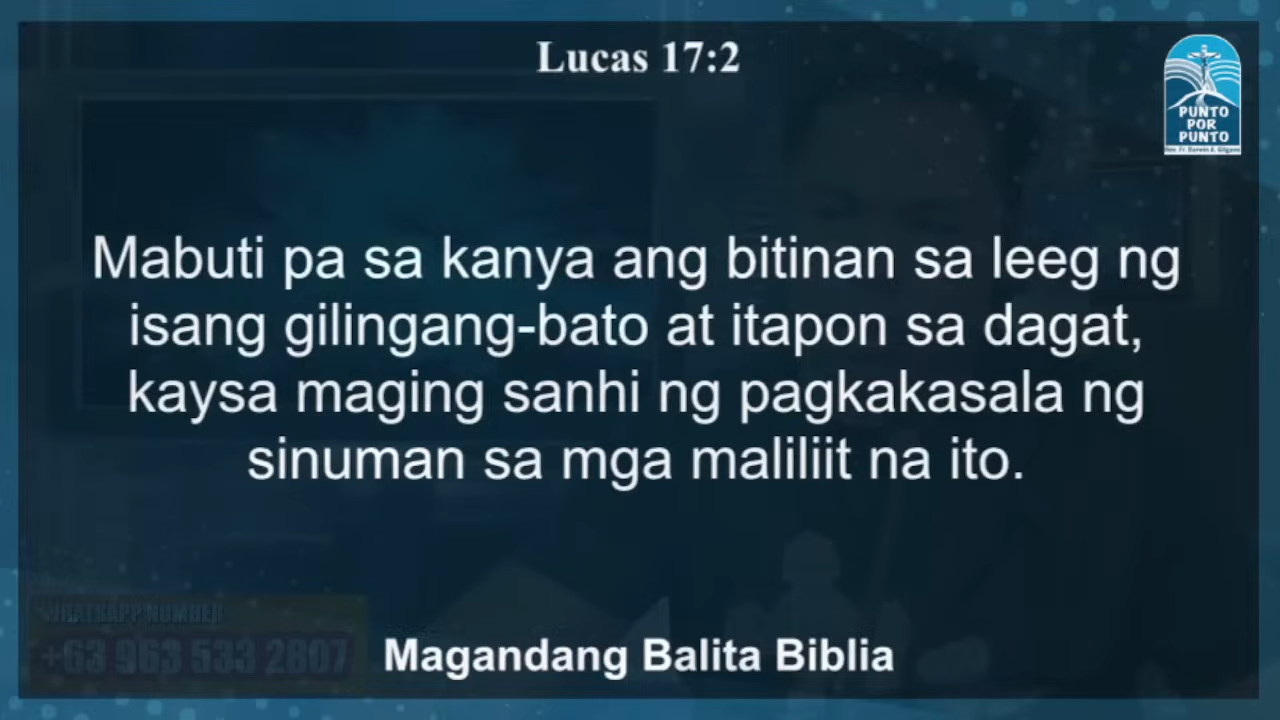 Lucas 17:2
PUNTO
POR
PUNTO
Mabuti pa sa kanya ang bitinan sa leeg ng
isang gilingang-bato at itapon sa dagat,
kaysa maging sanhi ng pagkakasala ng
sinuman sa mga maliliit na ito.
WHATSAPP NUMBER
+63 963 533 2807
Magandang Balita Biblia